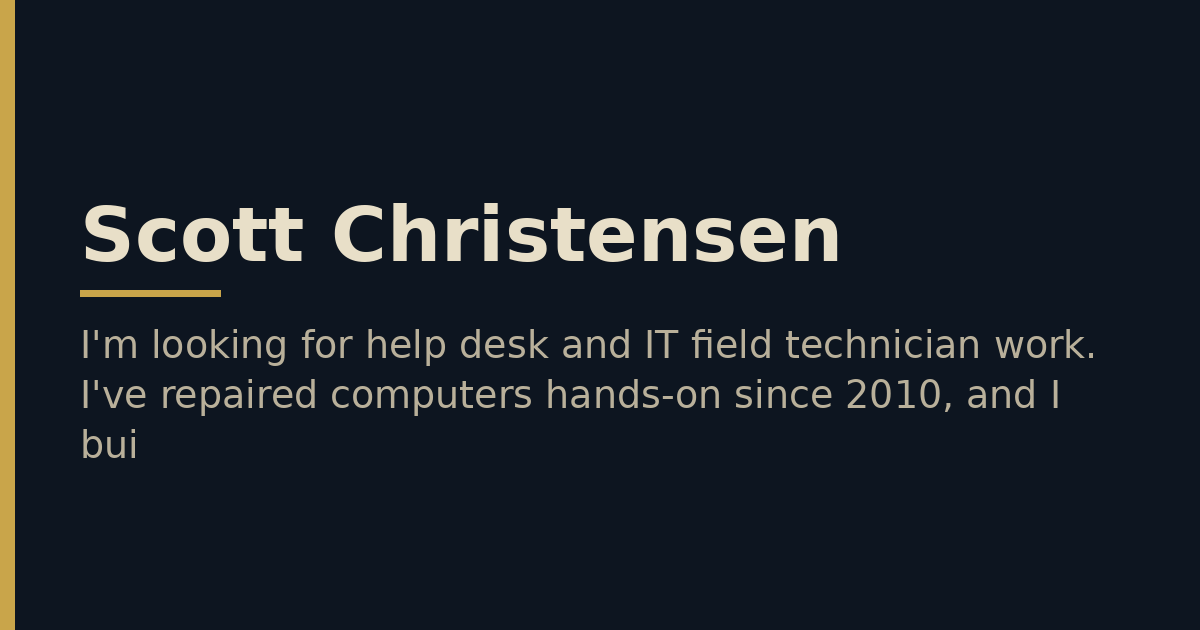 Scott Christensen
I'm looking for help desk and IT field technician work.
I've repaired computers hands-on since 2010, and I
bui